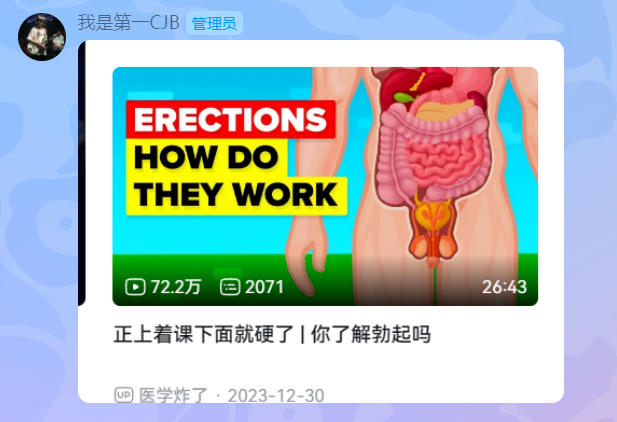 我是第一CJB 管理员
ERECTIONS
HOW DO
THEY WORK
72.2万 2071 26:43
正上着课下面就硬了 | 你了解勃起吗
UP 医学炸了 · 2023-12-30